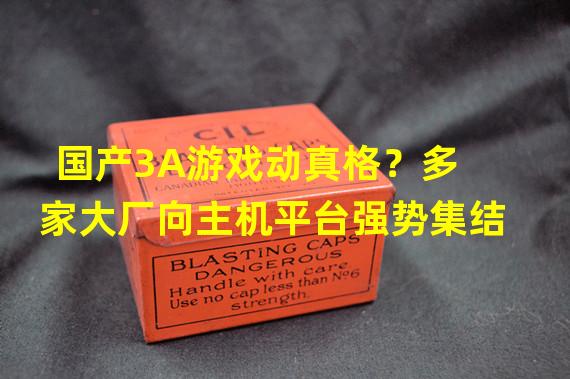 CIL
国产3A游戏动真格?多
家大厂向主机平台强势集结
BLASTING CAPS
DANGEROUS
Handle with care
Use no cap less than No6
strength.